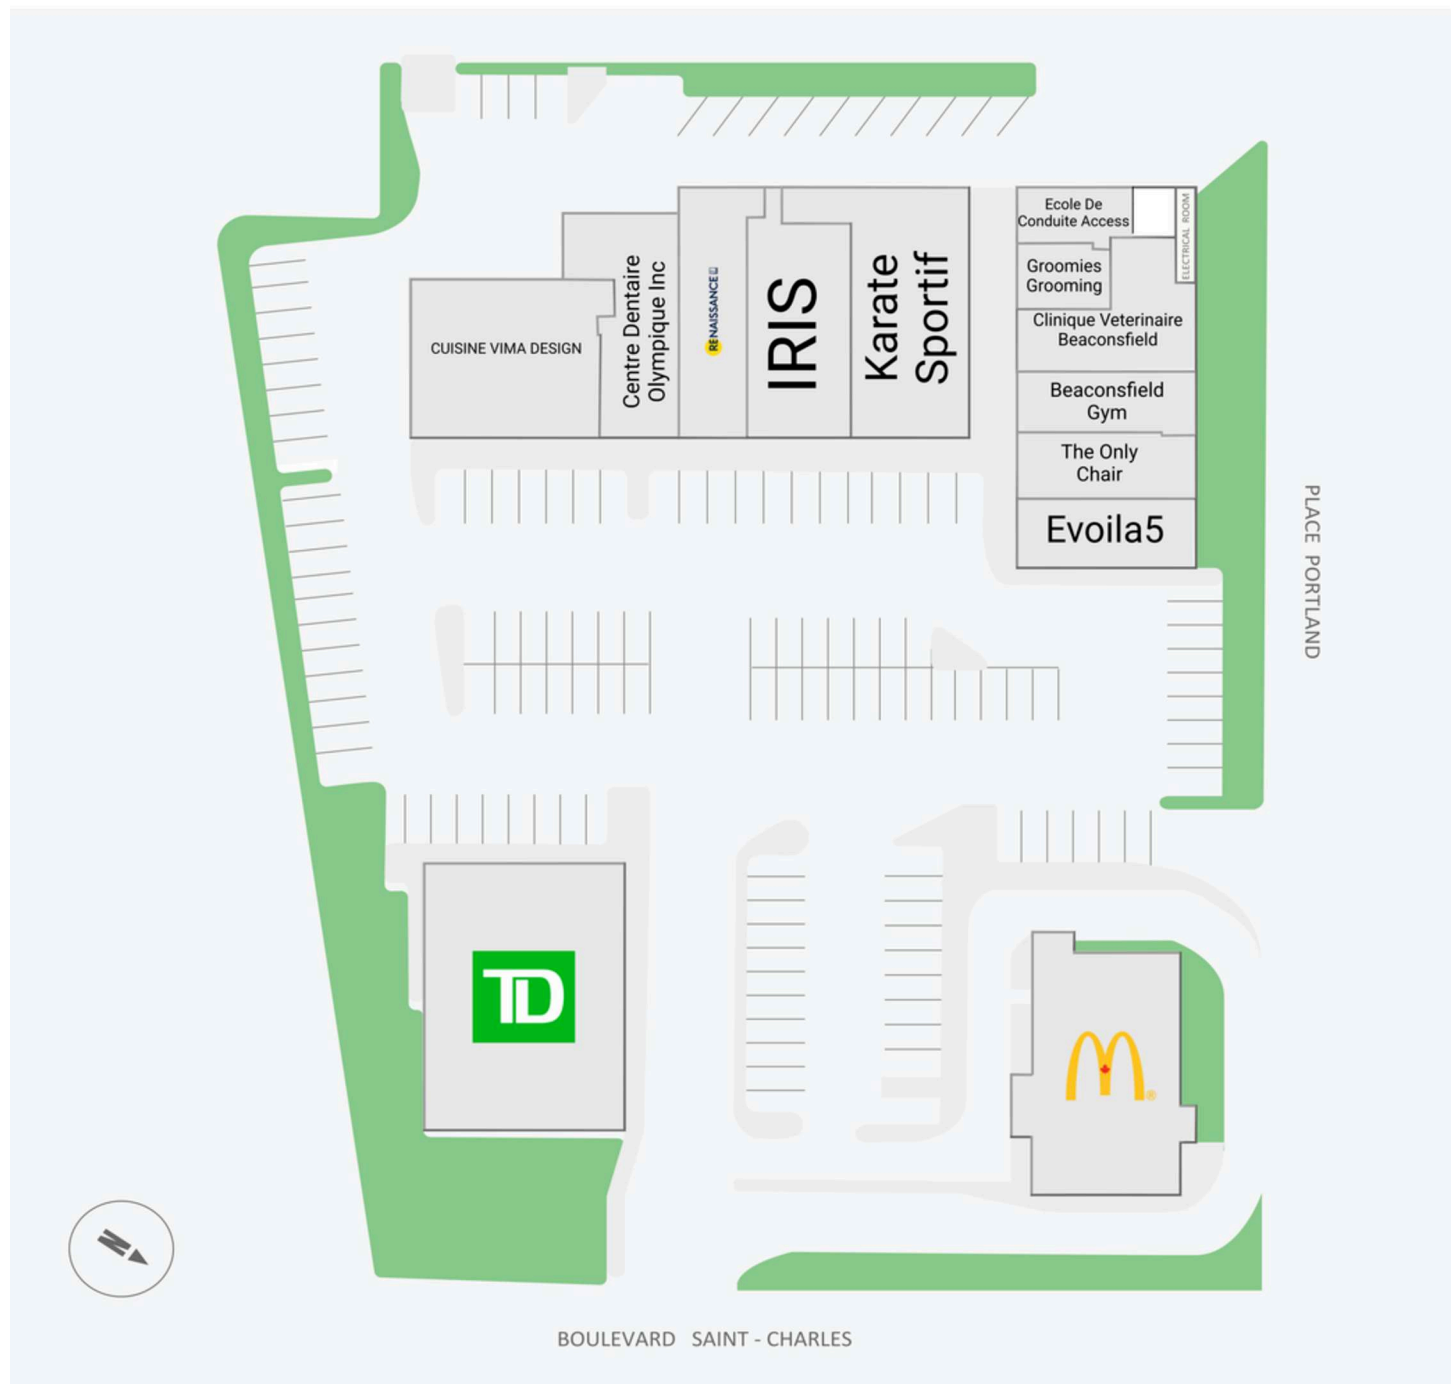 Ecole De
Conduite Access
ELECTRICAL ROOM
Groomies
Grooming
Clinique Veterinaire
Beaconsfield
Beaconsfield
Gym
The Only
Chair
Evoila5
CUISINE VIMA DESIGN
Centre Dentaire
Olympique Inc
RENAISSANCE
IRIS
Karate
Sportif
PLACE PORTLAND
TD
M
®
N
BOULEVARD SAINT - CHARLES